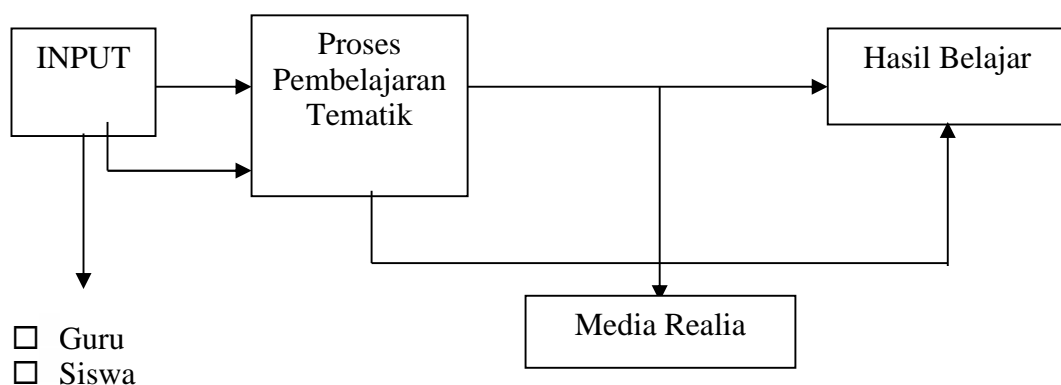 INPUT
Proses
Pembelajaran
Tematik
Hasil Belajar
Media Realia
☐ Guru
☐ Siswa